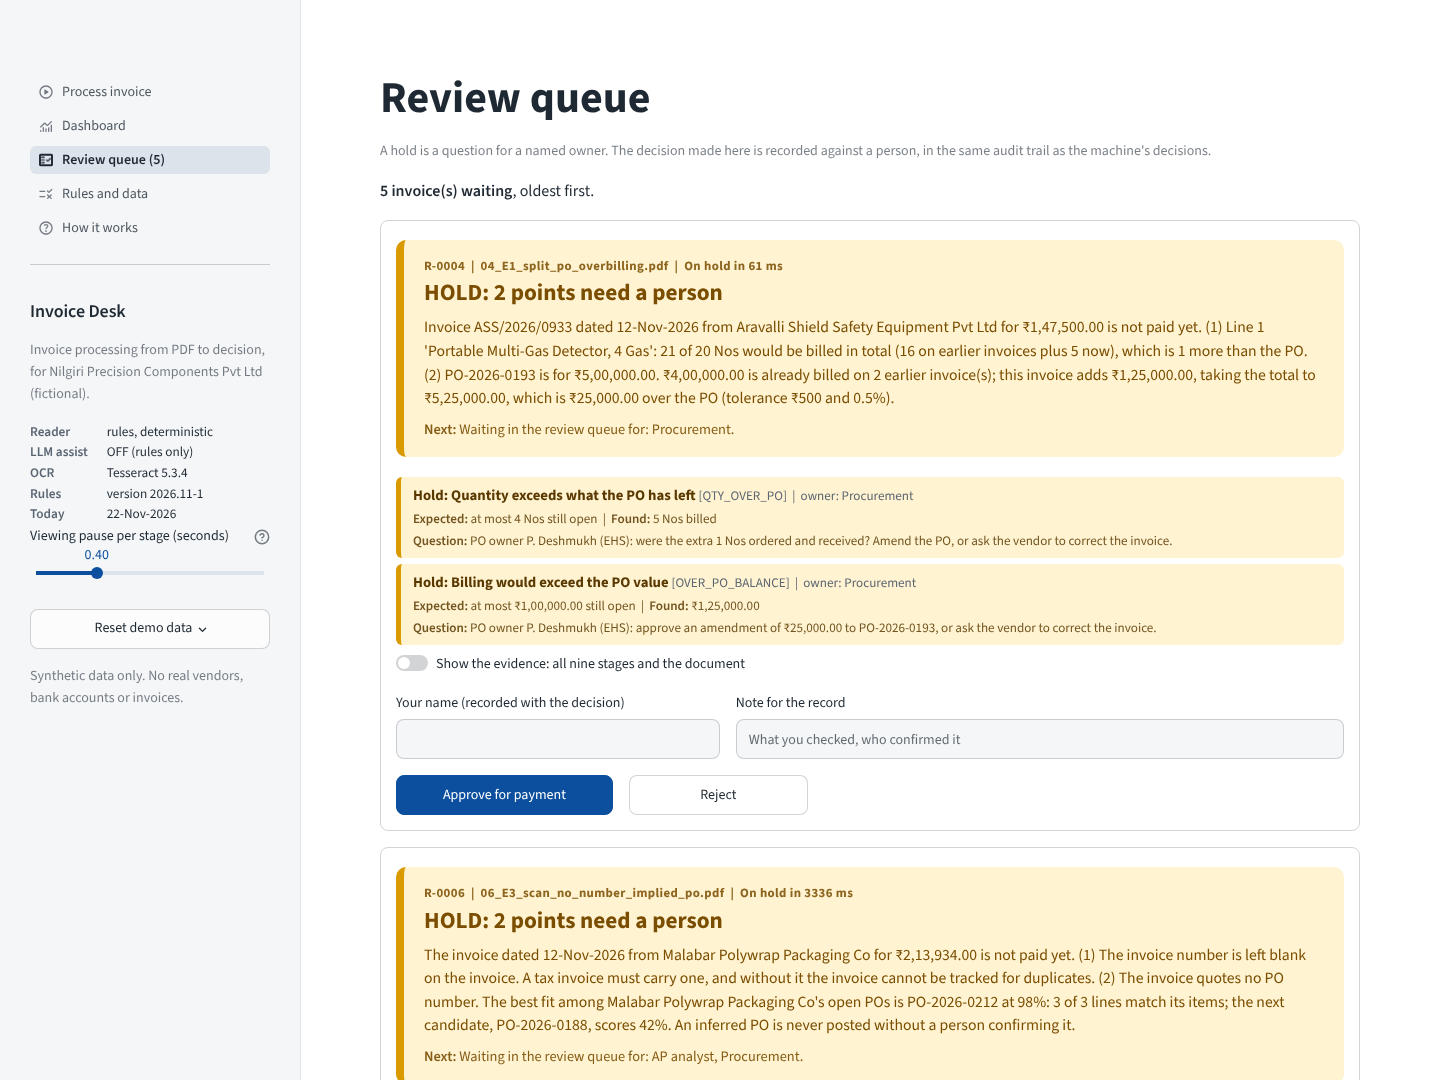 Process invoice
Dashboard
Review queue (5)
Rules and data
How it works
Invoice Desk
Invoice processing from PDF to decision,
for Nilgiri Precision Components Pvt Ltd
(fictional).
Reader rules, deterministic
LLM assist OFF (rules only)
OCR Tesseract 5.3.4
Rules version 2026.11-1
Today 22-Nov-2026
Viewing pause per stage (seconds)
0.40
Reset demo data
Synthetic data only. No real vendors,
bank accounts or invoices.
Review queue
A hold is a question for a named owner. The decision made here is recorded against a person, in the same audit trail as the machine's decisions.
5 invoice(s) waiting, oldest first.
R-0004 | 04_E1_split_po_overbilling.pdf | On hold in 61 ms
HOLD: 2 points need a person
Invoice ASS/2026/0933 dated 12-Nov-2026 from Aravalli Shield Safety Equipment Pvt Ltd for ₹1,47,500.00 is not paid yet. (1) Line 1
'Portable Multi-Gas Detector, 4 Gas': 21 of 20 Nos would be billed in total (16 on earlier invoices plus 5 now), which is 1 more than the PO.
(2) PO-2026-0193 is for ₹5,00,000.00. ₹4,00,000.00 is already billed on 2 earlier invoice(s); this invoice adds ₹1,25,000.00, taking the total to
₹5,25,000.00, which is ₹25,000.00 over the PO (tolerance ₹500 and 0.5%).
Next: Waiting in the review queue for: Procurement.
Hold: Quantity exceeds what the PO has left [QTY_OVER_PO] | owner: Procurement
Expected: at most 4 Nos still open | Found: 5 Nos billed
Question: PO owner P. Deshmukh (EHS): were the extra 1 Nos ordered and received? Amend the PO, or ask the vendor to correct the invoice.
Hold: Billing would exceed the PO value [OVER_PO_BALANCE] | owner: Procurement
Expected: at most ₹1,00,000.00 still open | Found: ₹1,25,000.00
Question: PO owner P. Deshmukh (EHS): approve an amendment of ₹25,000.00 to PO-2026-0193, or ask the vendor to correct the invoice.
Show the evidence: all nine stages and the document
Your name (recorded with the decision)
Note for the record
What you checked, who confirmed it
Approve for payment
Reject
R-0006 | 06_E3_scan_no_number_implied_po.pdf | On hold in 3336 ms
HOLD: 2 points need a person
The invoice dated 12-Nov-2026 from Malabar Polywrap Packaging Co for ₹2,13,934.00 is not paid yet. (1) The invoice number is left blank
on the invoice. A tax invoice must carry one, and without it the invoice cannot be tracked for duplicates. (2) The invoice quotes no PO
number. The best fit among Malabar Polywrap Packaging Co's open POs is PO-2026-0212 at 98%: 3 of 3 lines match its items; the next
candidate, PO-2026-0188, scores 42%. An inferred PO is never posted without a person confirming it.
Next: Waiting in the review queue for: AP analyst, Procurement.